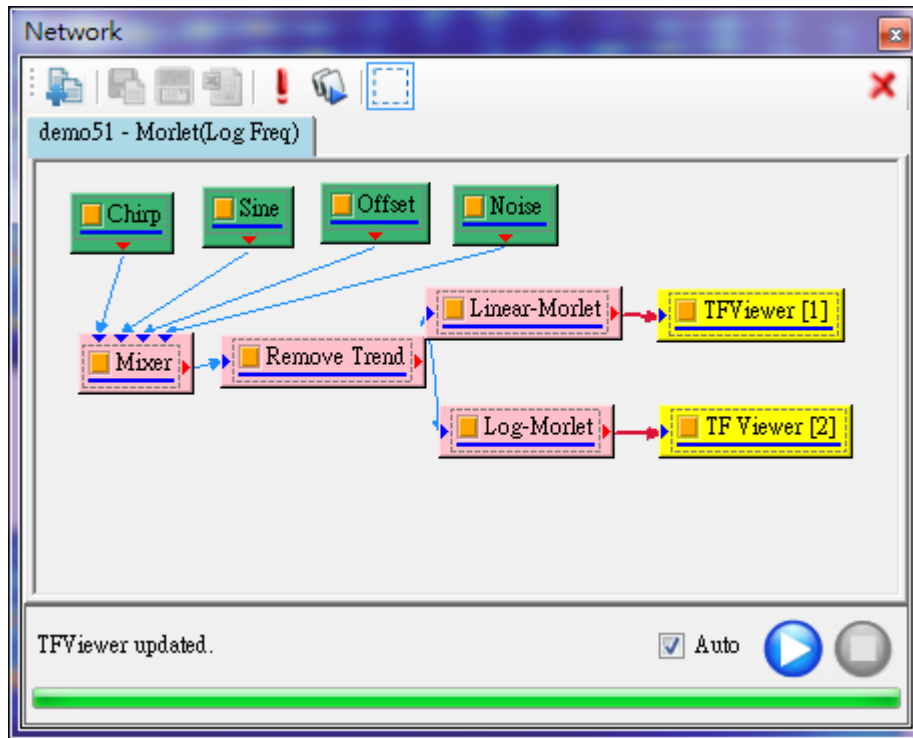 Network
demo51 - Morlet(Log Freq)
Chirp
Sine
Offset
Noise
Linear-Morlet
TFViewer [1]
Mixer
Remove Trend
Log-Morlet
TF Viewer [2]
TFViewer updated.
Auto